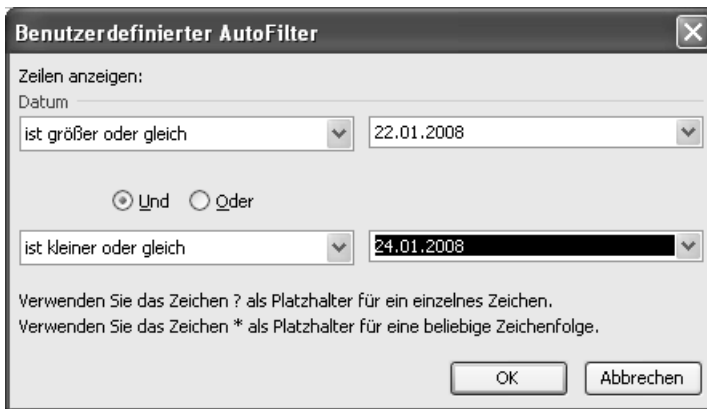 Benutzerdefinierter AutoFilter
Zeilen anzeigen:
Datum
ist größer oder gleich 22.01.2008
Und Oder
ist kleiner oder gleich 24.01.2008
Verwenden Sie das Zeichen ? als Platzhalter für ein einzelnes Zeichen.
Verwenden Sie das Zeichen * als Platzhalter für eine beliebige Zeichenfolge.
OK Abbrechen